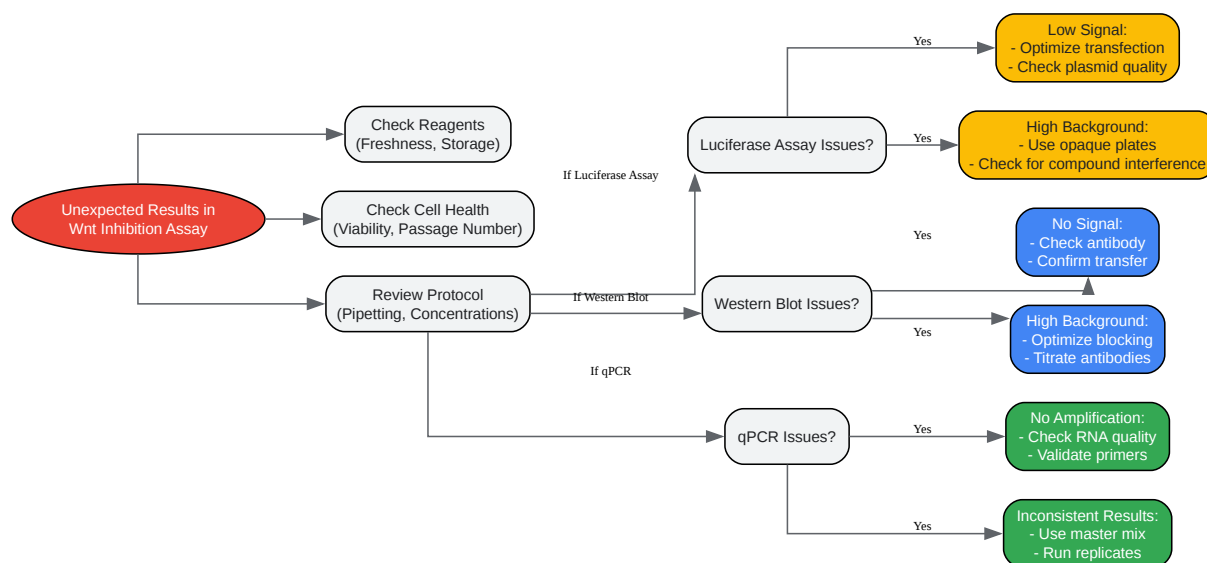 Unexpected Results in
Wnt Inhibition Assay
Check Reagents
(Freshness, Storage)
Check Cell Health
(Viability, Passage Number)
Review Protocol
(Pipetting, Concentrations)
If Luciferase Assay
If Western Blot
If qPCR
Luciferase Assay Issues?
Yes
Low Signal:
- Optimize transfection
- Check plasmid quality
Yes
High Background:
- Use opaque plates
- Check for compound interference
Western Blot Issues?
Yes
No Signal:
- Check antibody
- Confirm transfer
Yes
High Background:
- Optimize blocking
- Titrate antibodies
qPCR Issues?
Yes
No Amplification:
- Check RNA quality
- Validate primers
Yes
Inconsistent Results:
- Use master mix
- Run replicates